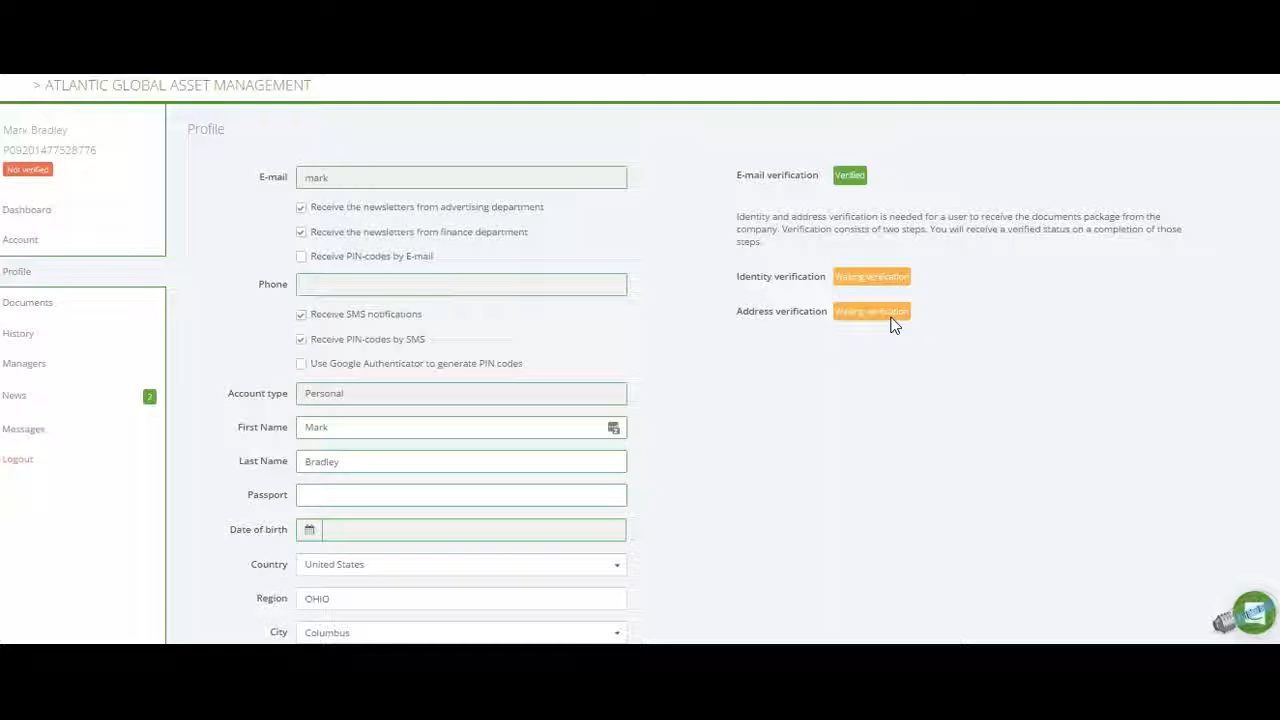 > ATLANTIC GLOBAL ASSET MANAGEMENT
Mark Bradley
P09201477528776
Not verified
Dashboard
Account
Profile
Documents
History
Managers
News 2
Messages
Logout
Profile
E-mail mark
Receive the newsletters from advertising department
Receive the newsletters from finance department
Receive PIN-codes by E-mail
Phone
Receive SMS notifications
Receive PIN-codes by SMS
Use Google Authenticator to generate PIN codes
Account type Personal
First Name Mark
Last Name Bradley
Passport
Date of birth
Country United States
Region OHIO
City Columbus
E-mail verification Verified
Identity and address verification is needed for a user to receive the documents package from the
company. Verification consists of two steps. You will receive a verified status on a completion of those
steps.
Identity verification Waiting verification
Address verification Waiting verification